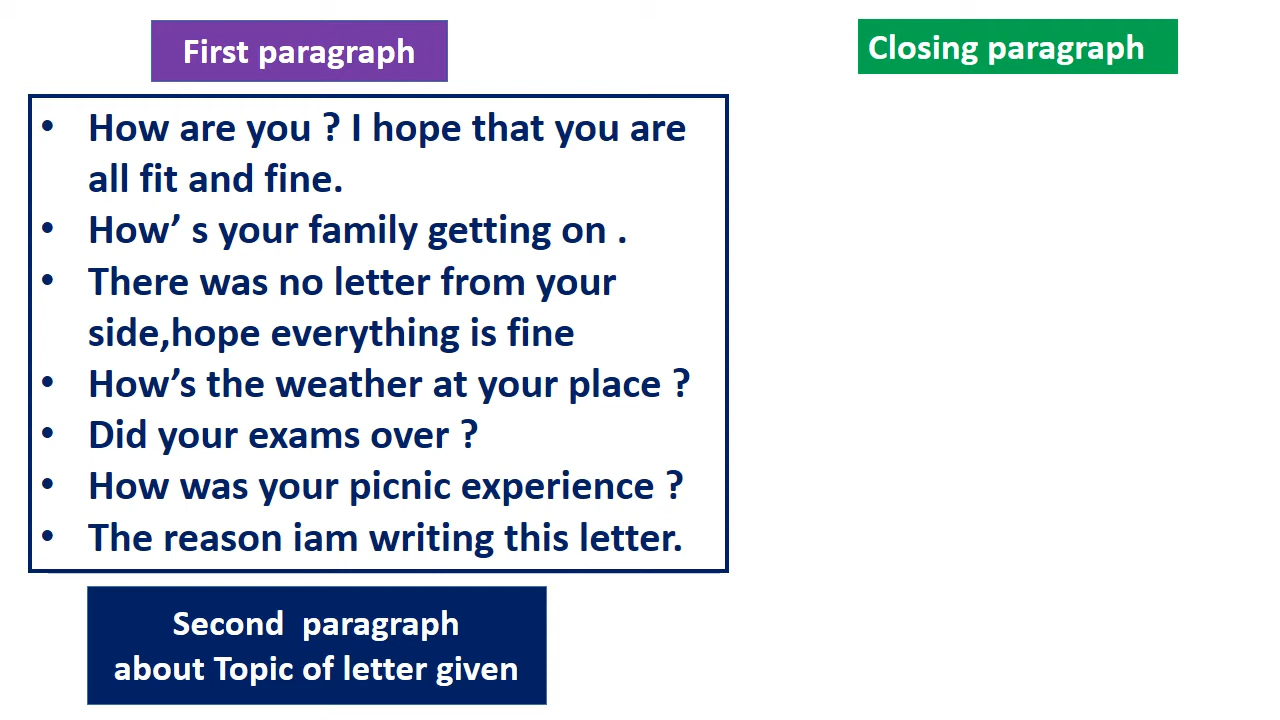 First paragraph
• How are you ? I hope that you are
all fit and fine.
• How’ s your family getting on .
• There was no letter from your
side,hope everything is fine
• How’s the weather at your place ?
• Did your exams over ?
• How was your picnic experience ?
• The reason iam writing this letter.
Second paragraph
about Topic of letter given
Closing paragraph